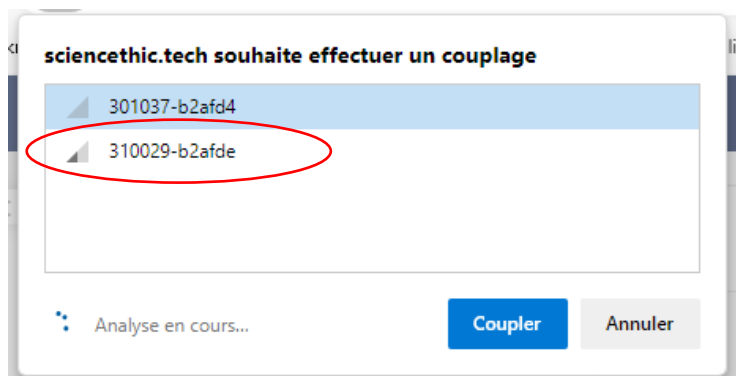 sciencethic.tech souhaite effectuer un couplage
301037-b2afd4
310029-b2afde
Analyse en cours...
Coupler Annuler